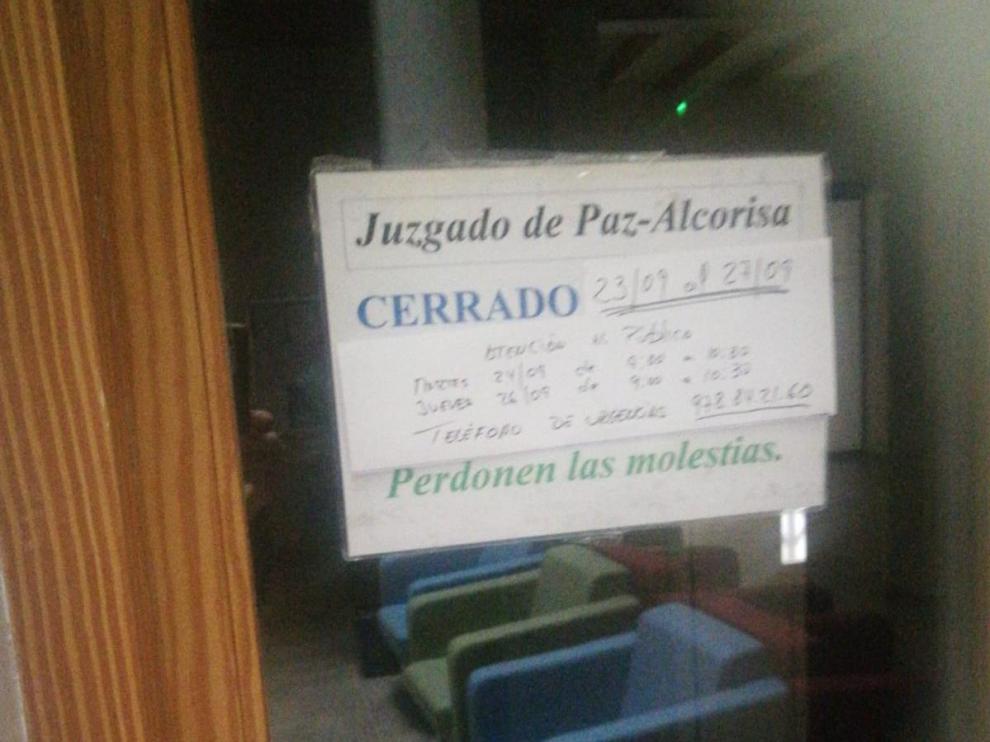 Juzgado de Paz-Alcorisa
CERRADO 23/09 al 27/09
ATENCIÓN AL PÚBLICO
MARTES 24/09 de 9:00 a 10:30
JUEVES 26/09 de 9:00 a 10:30
TELÉFONO DE URGENCIAS 978.84.21.60
Perdonen las molestias.